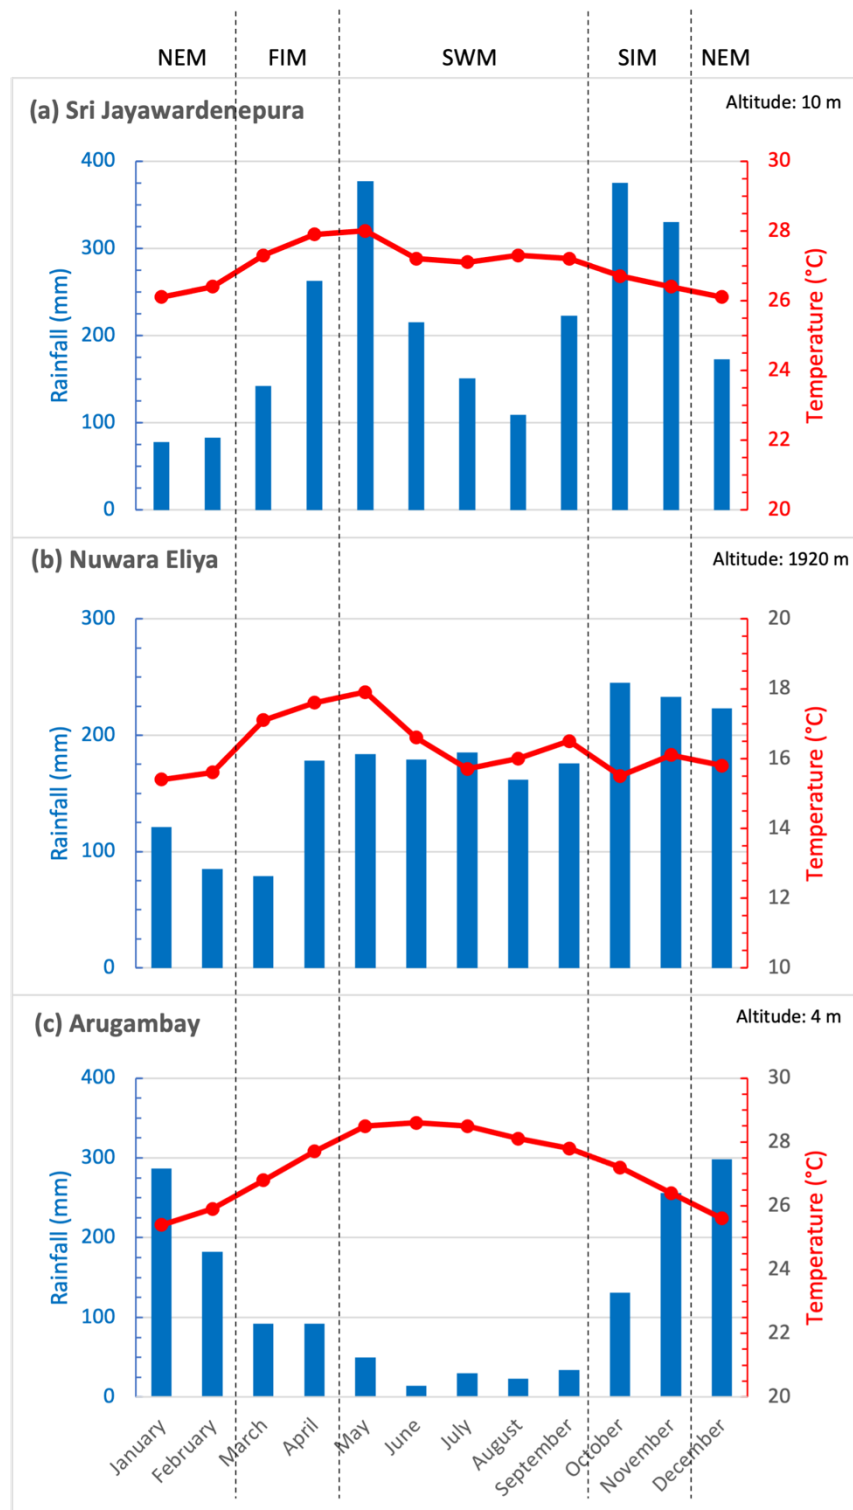 NEM FIM SWM SIM NEM
(a) Sri Jayawardenepura
Altitude: 10 m
400
300
200
100
0
Rainfall (mm)
30
28
26
24
22
20
Temperature (°C)
(b) Nuwara Eliya
Altitude: 1920 m
300
200
100
0
Rainfall (mm)
20
18
16
14
12
10
Temperature (°C)
(c) Arugambay
Altitude: 4 m
400
300
200
100
0
Rainfall (mm)
30
28
26
24
22
20
Temperature (°C)
January
February
March
April
May
June
July
August
September
October
November
December